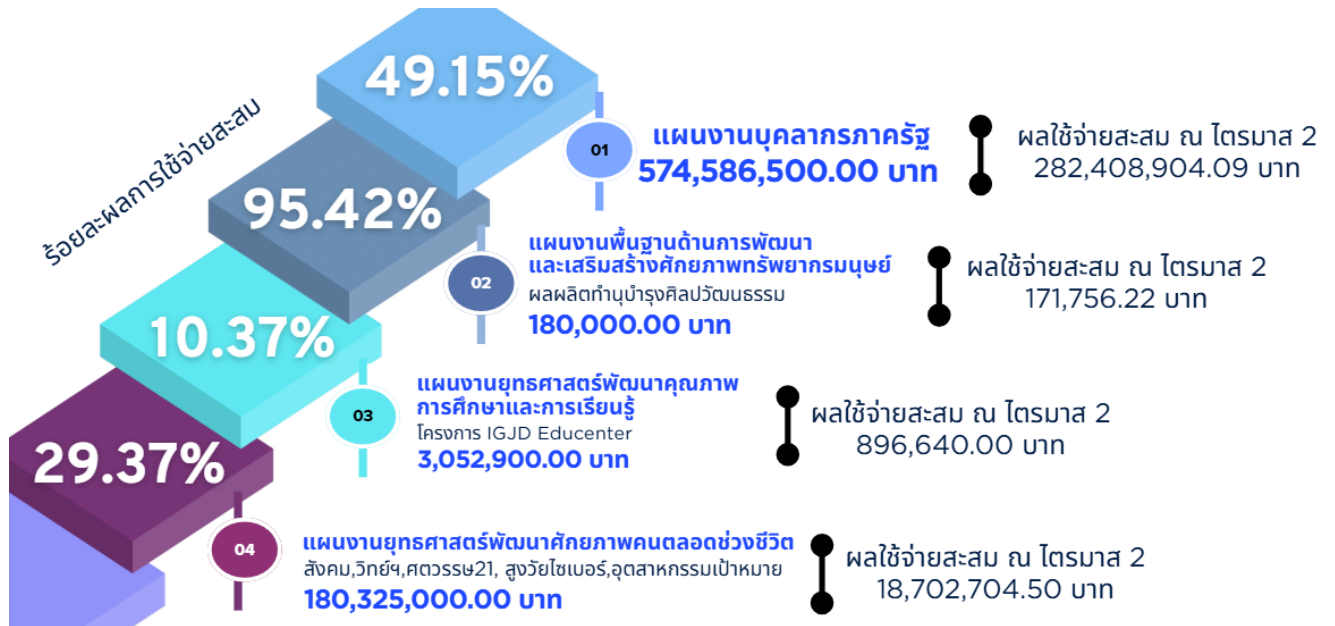 ร้อยละผลการใช้จ่ายสะสม
49.15%
01
แผนงานบุคลากรภาครัฐ
574,586,500.00 บาท
ผลใช้จ่ายสะสม ณ ไตรมาส 2
282,408,904.09 บาท
95.42%
02
แผนงานพื้นฐานด้านการพัฒนา
และเสริมสร้างศักยภาพทรัพยากรมนุษย์
ผลผลิตทำนุบำรุงศิลปวัฒนธรรม
180,000.00 บาท
ผลใช้จ่ายสะสม ณ ไตรมาส 2
171,756.22 บาท
10.37%
03
แผนงานยุทธศาสตร์พัฒนาคุณภาพ
การศึกษาและการเรียนรู้
โครงการ IGJD Educenter
3,052,900.00 บาท
ผลใช้จ่ายสะสม ณ ไตรมาส 2
896,640.00 บาท
29.37%
04
แผนงานยุทธศาสตร์พัฒนาศักยภาพคนตลอดช่วงชีวิต
สังคม,วิทย์ฯ,ศตวรรษ21, สูงวัยไซเบอร์,อุตสาหกรรมเป้าหมาย
180,325,000.00 บาท
ผลใช้จ่ายสะสม ณ ไตรมาส 2
18,702,704.50 บาท